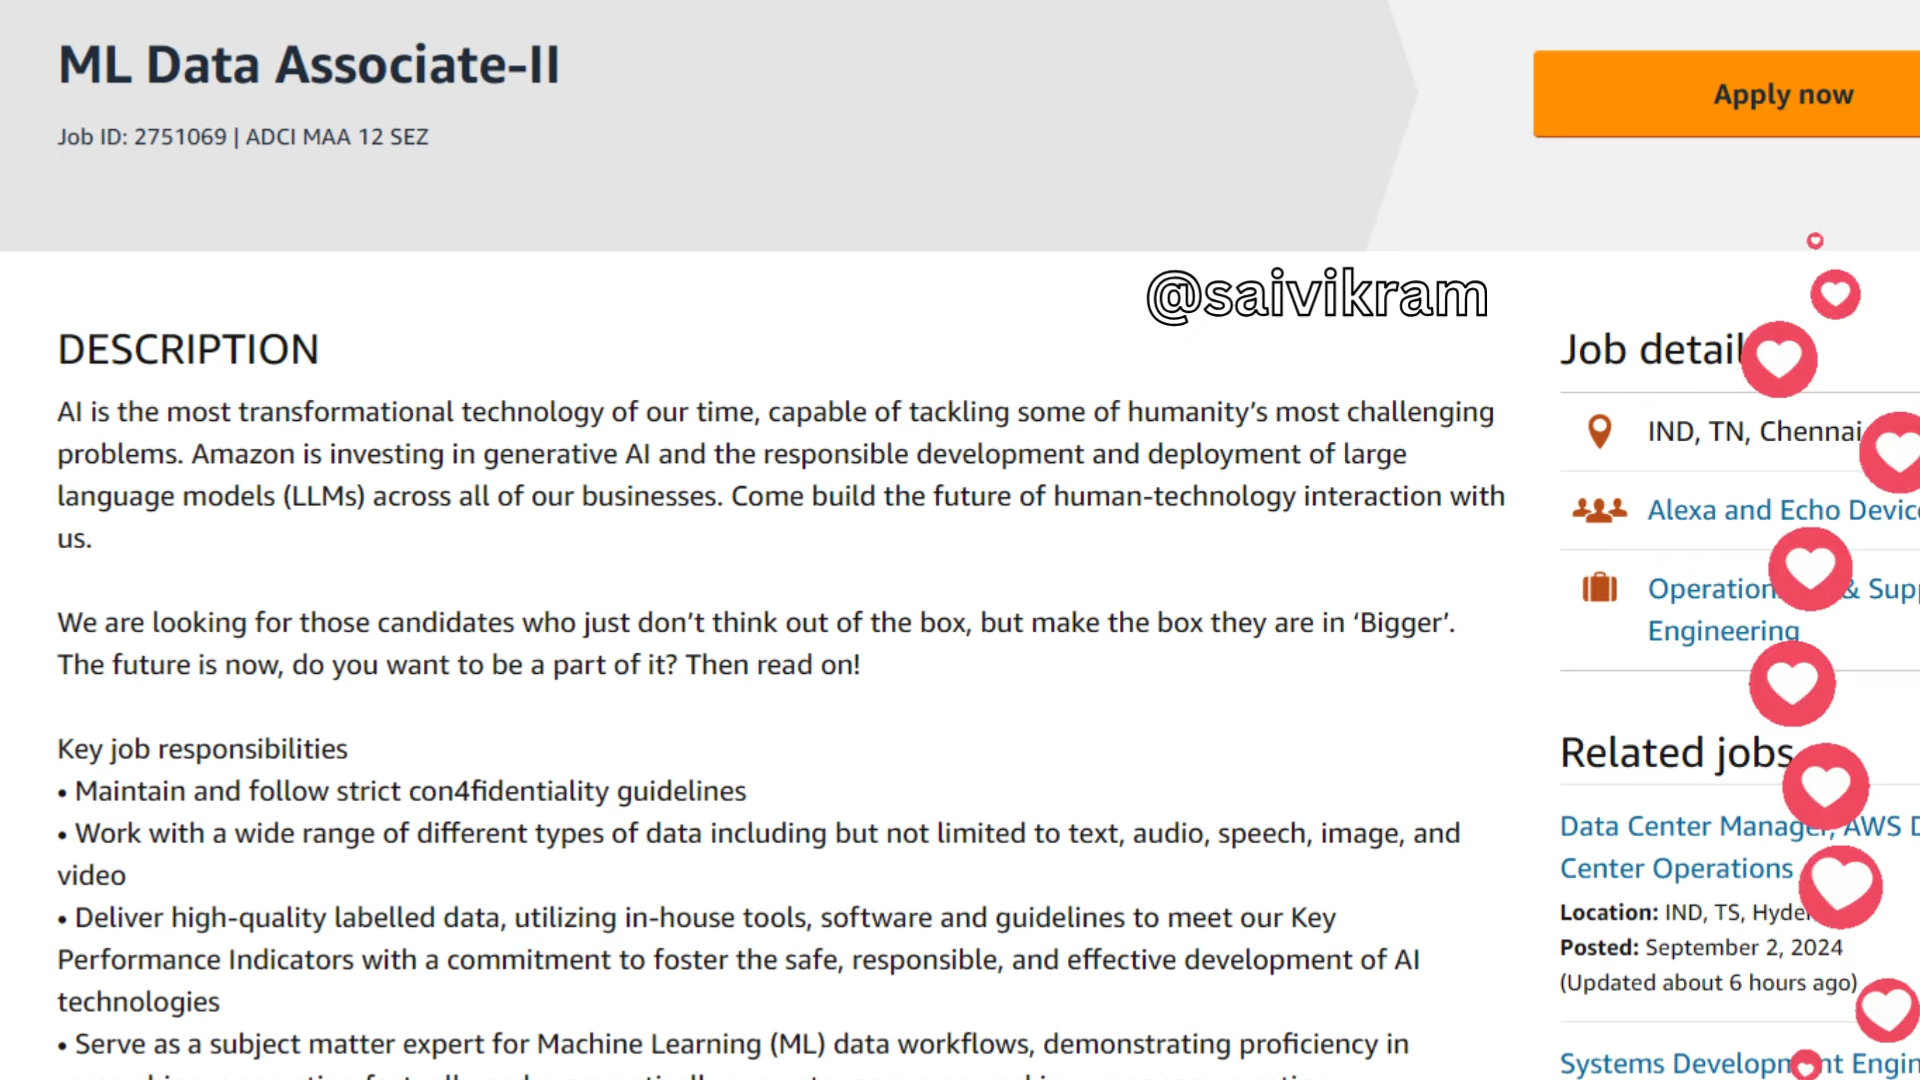 ML Data Associate-II
Job ID: 2751069 | ADCI MAA 12 SEZ
Apply now
@saivikram
DESCRIPTION
AI is the most transformational technology of our time, capable of tackling some of humanity's most challenging
problems. Amazon is investing in generative AI and the responsible development and deployment of large
language models (LLMs) across all of our businesses. Come build the future of human-technology interaction with
us.
We are looking for those candidates who just don't think out of the box, but make the box they are in 'Bigger'.
The future is now, do you want to be a part of it? Then read on!
Key job responsibilities
• Maintain and follow strict con4fidentiality guidelines
• Work with a wide range of different types of data including but not limited to text, audio, speech, image, and
video
• Deliver high-quality labelled data, utilizing in-house tools, software and guidelines to meet our Key
Performance Indicators with a commitment to foster the safe, responsible, and effective development of AI
technologies
• Serve as a subject matter expert for Machine Learning (ML) data workflows, demonstrating proficiency in
Job detail
IND, TN, Chennai
Alexa and Echo Device
Operation & Supp
Engineering
Related jobs
Data Center Manager, AWS D
Center Operations
Location: IND, TS, Hyde
Posted: September 2, 2024
(Updated about 6 hours ago)
Systems Developm nt Engin